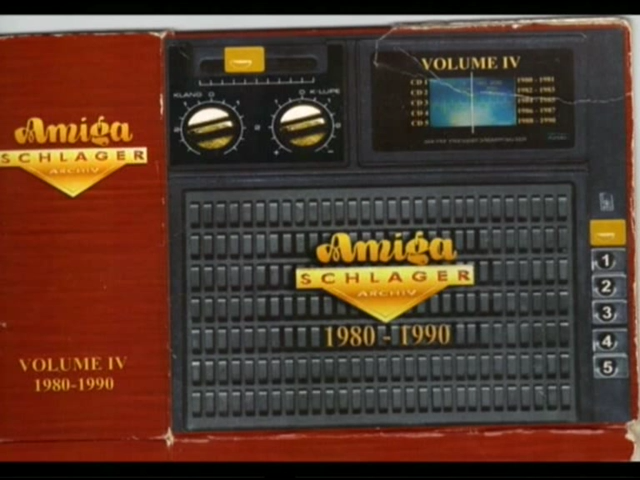 Amiga
SCHLAGER
ARCHIV
VOLUME IV
1980-1990
KLANG
K-LUPE
VOLUME IV
CD 1 1980 - 1981
CD 2 1982 - 1983
CD 3 1984 - 1985
CD 4 1986 - 1987
CD 5 1988 - 1990
Amiga
SCHLAGER
ARCHIV
1980 - 1990
1
2
3
4
5